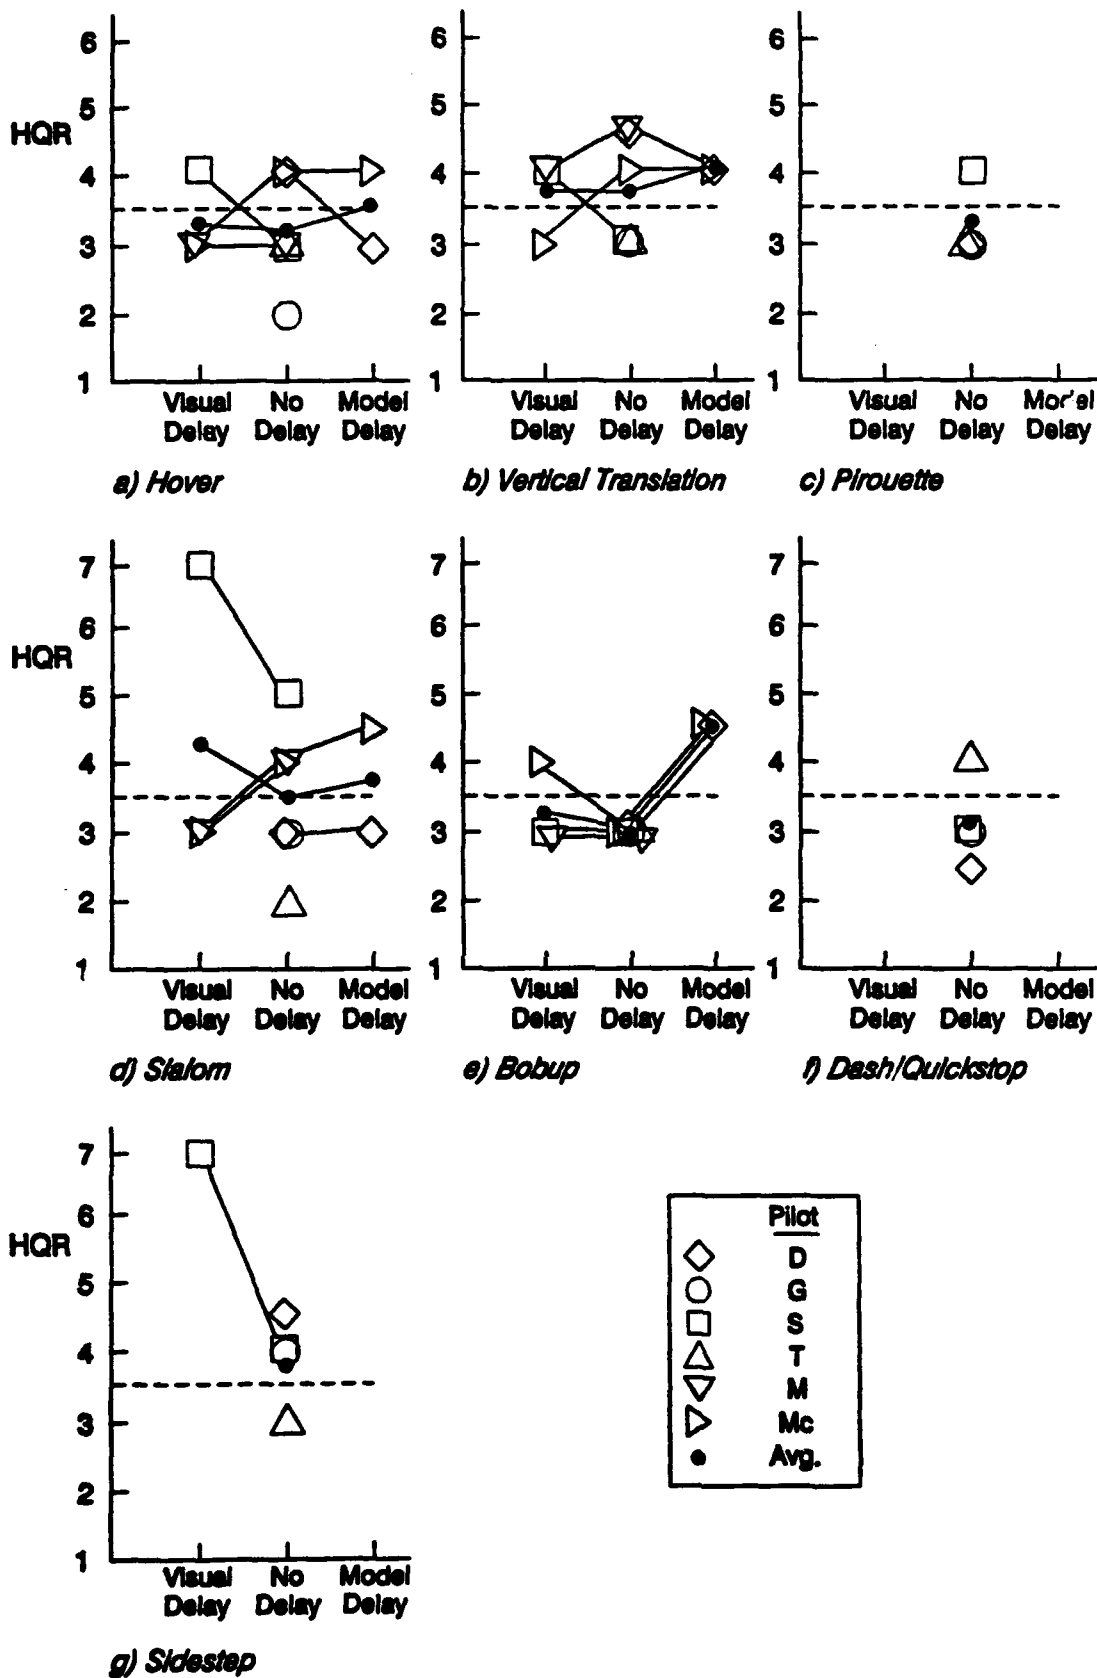 6
5
HQR
4
3
2
1
Visual Delay
No Delay
Model Delay
a) Hover
6
5
4
3
2
1
Visual Delay
No Delay
Model Delay
b) Vertical Translation
6
5
4
3
2
1
Visual Delay
No Delay
Mor'el Delay
c) Pirouette
7
6
HQR
5
4
3
2
1
Visual Delay
No Delay
Model Delay
d) Slalom
7
6
5
4
3
2
1
Visual Delay
No Delay
Model Delay
e) Bobup
7
6
5
4
3
2
1
Visual Delay
No Delay
Model Delay
f) Dash/Quickstop
7
6
HQR
5
4
3
2
1
Visual Delay
No Delay
Model Delay
g) Sidestep
Pilot
D
G
S
T
M
Mc
Avg.